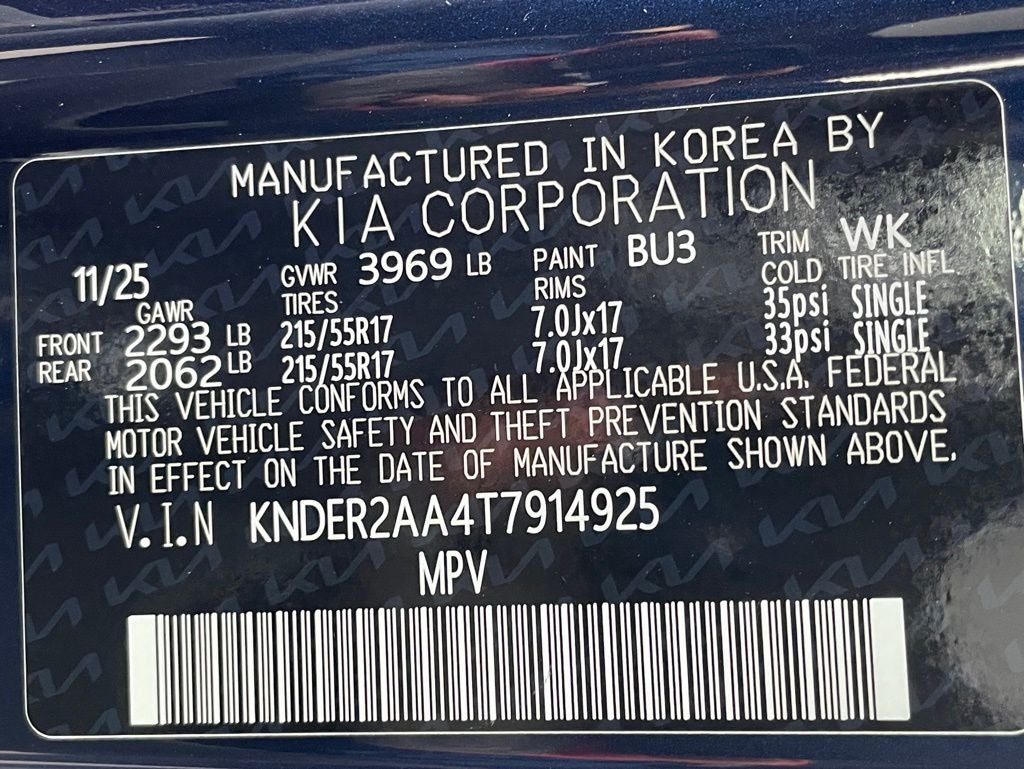 MANUFACTURED IN KOREA BY
KIA CORPORATION
11/25 GVWR 3969 LB PAINT BU3 TRIM WK
GAWR TIRES RIMS COLD TIRE INFL
FRONT 2293 LB 215/55R17 7.0Jx17 35psi SINGLE
REAR 2062 LB 215/55R17 7.0Jx17 33psi SINGLE
THIS VEHICLE CONFORMS TO ALL APPLICABLE U.S.A. FEDERAL
MOTOR VEHICLE SAFETY AND THEFT PREVENTION STANDARDS
IN EFFECT ON THE DATE OF MANUFACTURE SHOWN ABOVE.
V.I.N KNDER2AA4T7914925
MPV